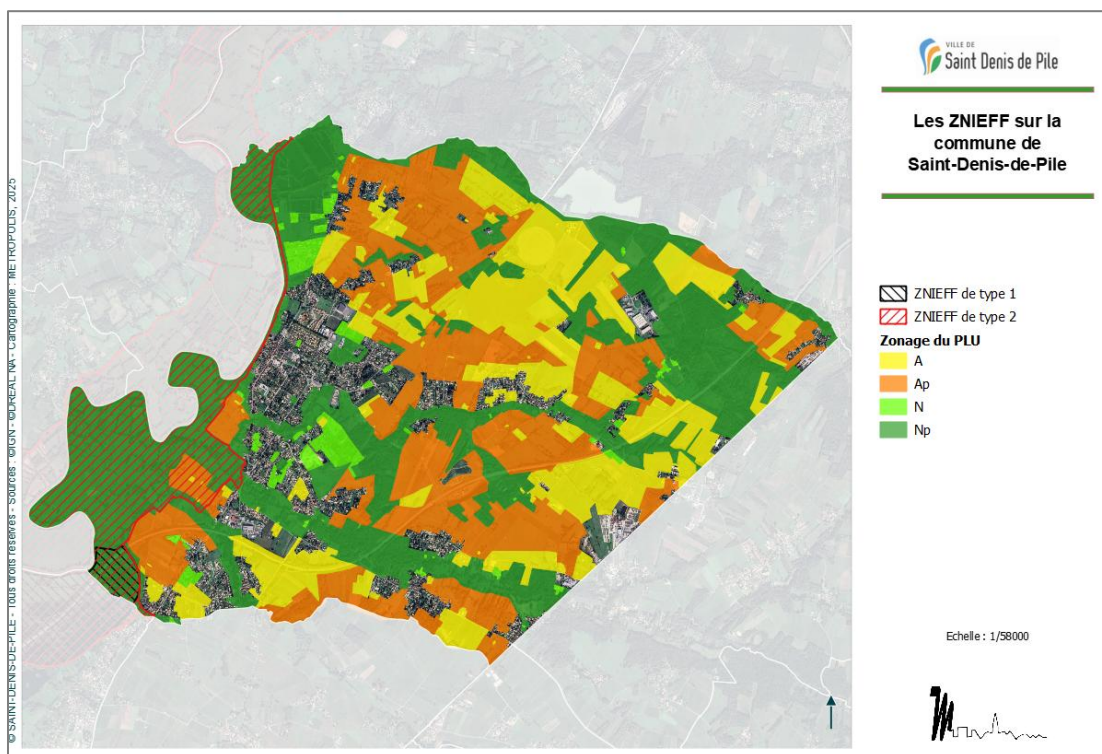 VILLE DE
Saint Denis de Pile
Les ZNIEFF sur la
commune de
Saint-Denis-de-Pile
ZNIEFF de type 1
ZNIEFF de type 2
Zonage du PLU
A
Ap
N
Np
Echelle : 1/58000
© SAINT-DENIS-DE-PILE - Tous droits réservés - Sources : ©IGN - ©DREAL NA - Cartographie : METROPOLIS, 2025